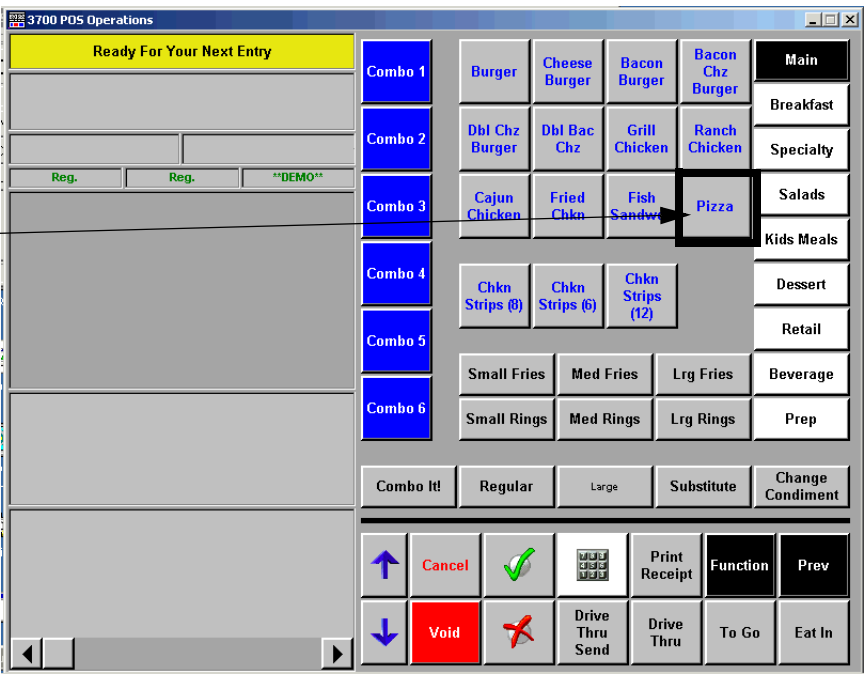 3700 POS Operations
Ready For Your Next Entry
Reg.
Reg.
**DEMO**
Combo 1
Combo 2
Combo 3
Combo 4
Combo 5
Combo 6
Burger
Cheese
Burger
Bacon
Burger
Bacon
Chz
Burger
Dbl Chz
Burger
Dbl Bac
Chz
Grill
Chicken
Ranch
Chicken
Cajun
Chicken
Fried
Chkn
Fish
Pizza
Chkn
Strips (8)
Chkn
Strips (6)
Chkn
Strips
(12)
Small Fries
Med Fries
Lrg Fries
Small Rings
Med Rings
Lrg Rings
Main
Breakfast
Specialty
Salads
Kids Meals
Dessert
Retail
Beverage
Prep
Combo It!
Regular
Large
Substitute
Change
Condiment
Cancel
Print
Receipt
Function
Prev
Void
Drive
Thru
Send
Drive
Thru
To Go
Eat In